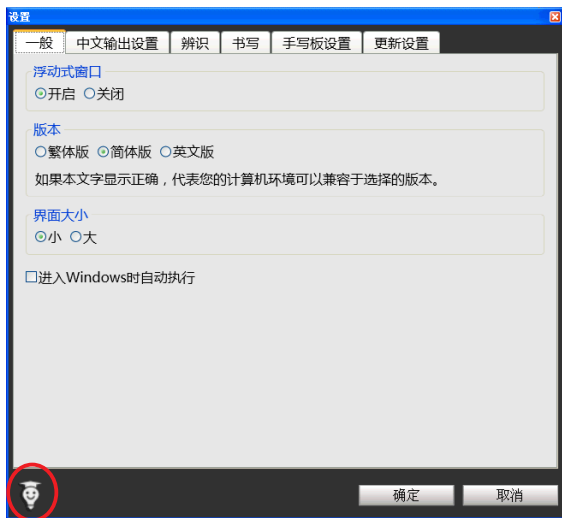 设置
一般 中文输出设置 辨识 书写 手写板设置 更新设置
浮动式窗口
开启 关闭
版本
繁体版 简体版 英文版
如果本文字显示正确，代表您的计算机环境可以兼容于选择的版本。
界面大小
小 大
进入Windows时自动执行
确定 取消